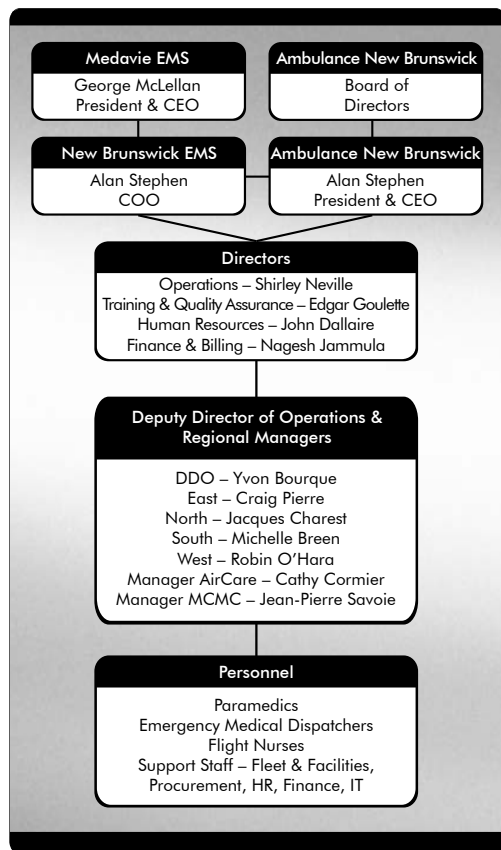 Medavie EMS
George McLellan
President & CEO
Ambulance New Brunswick
Board of
Directors
New Brunswick EMS
Alan Stephen
COO
Ambulance New Brunswick
Alan Stephen
President & CEO
Directors
Operations – Shirley Neville
Training & Quality Assurance – Edgar Goulette
Human Resources – John Dallaire
Finance & Billing – Nagesh Jammula
Deputy Director of Operations &
Regional Managers
DDO – Yvon Bourque
East – Craig Pierre
North – Jacques Charest
South – Michelle Breen
West – Robin O'Hara
Manager AirCare – Cathy Cormier
Manager MCMC – Jean-Pierre Savoie
Personnel
Paramedics
Emergency Medical Dispatchers
Flight Nurses
Support Staff – Fleet & Facilities,
Procurement, HR, Finance, IT